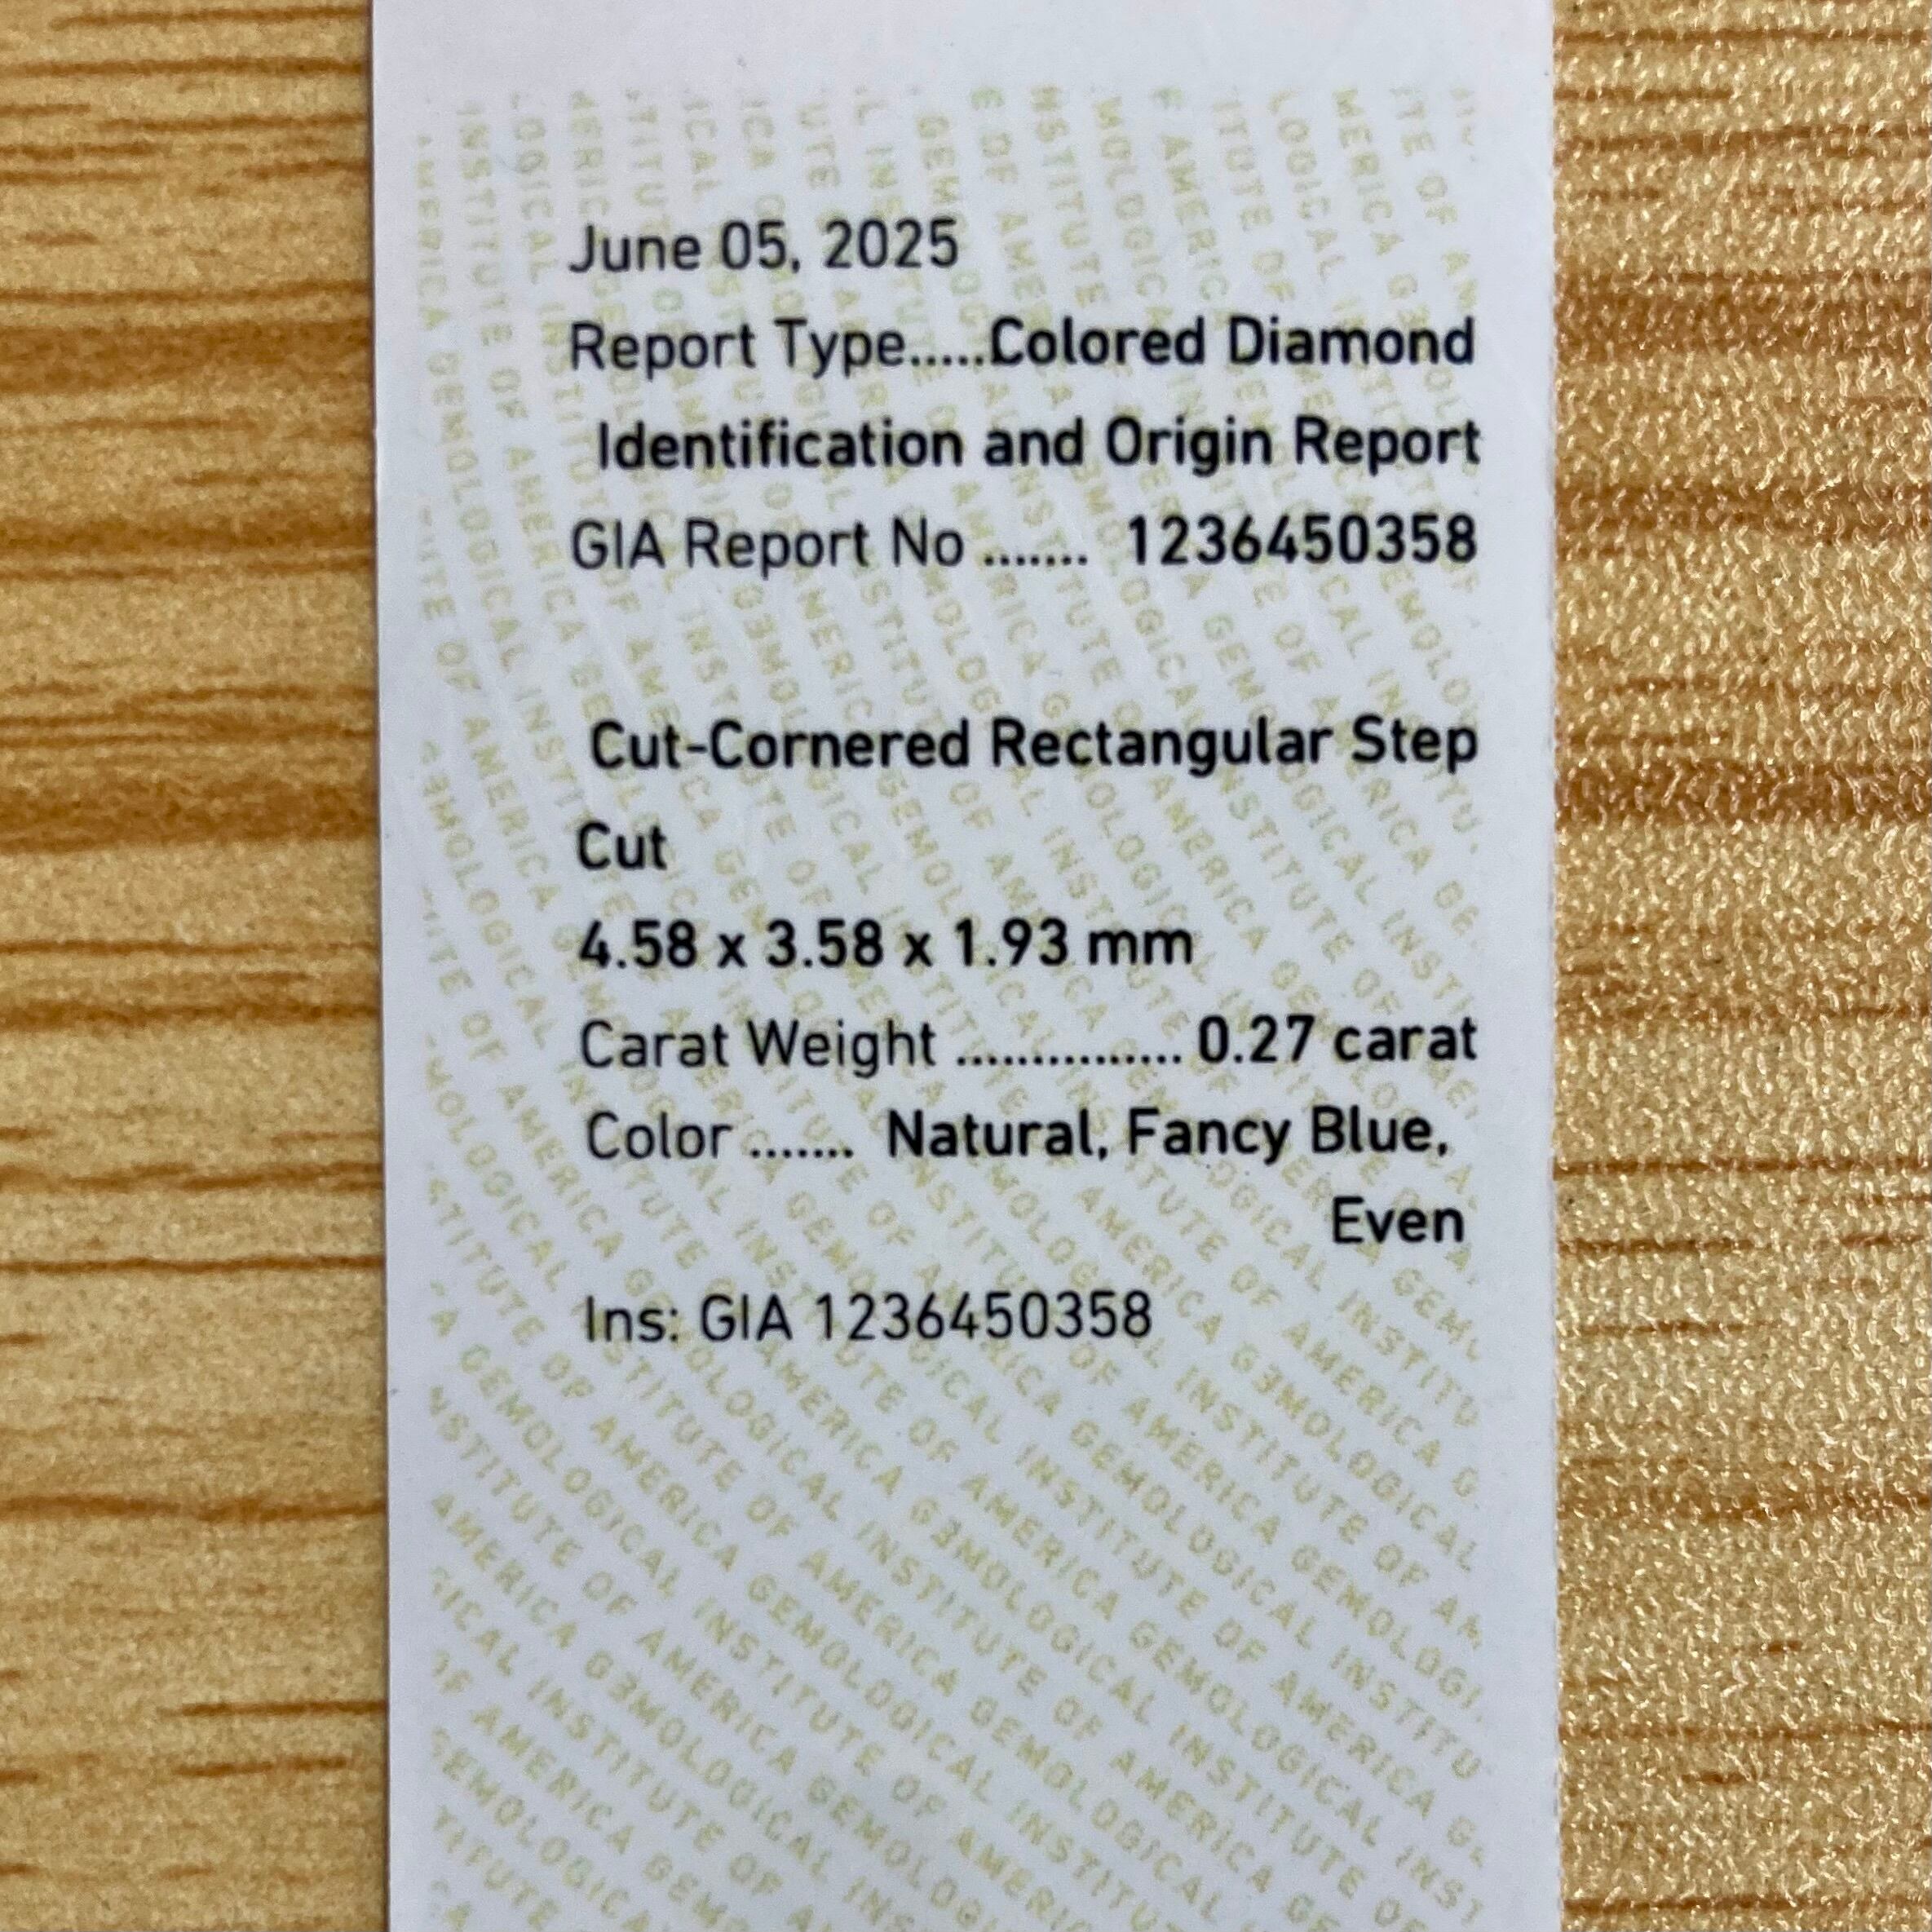 June 05, 2025
Report Type.....Colored Diamond
Identification and Origin Report
GIA Report No ....... 1236450358
Cut-Cornered Rectangular Step
Cut
4.58 x 3.58 x 1.93 mm
Carat Weight ............... 0.27 carat
Color ....... Natural, Fancy Blue,
Even
Ins: GIA 1236450358